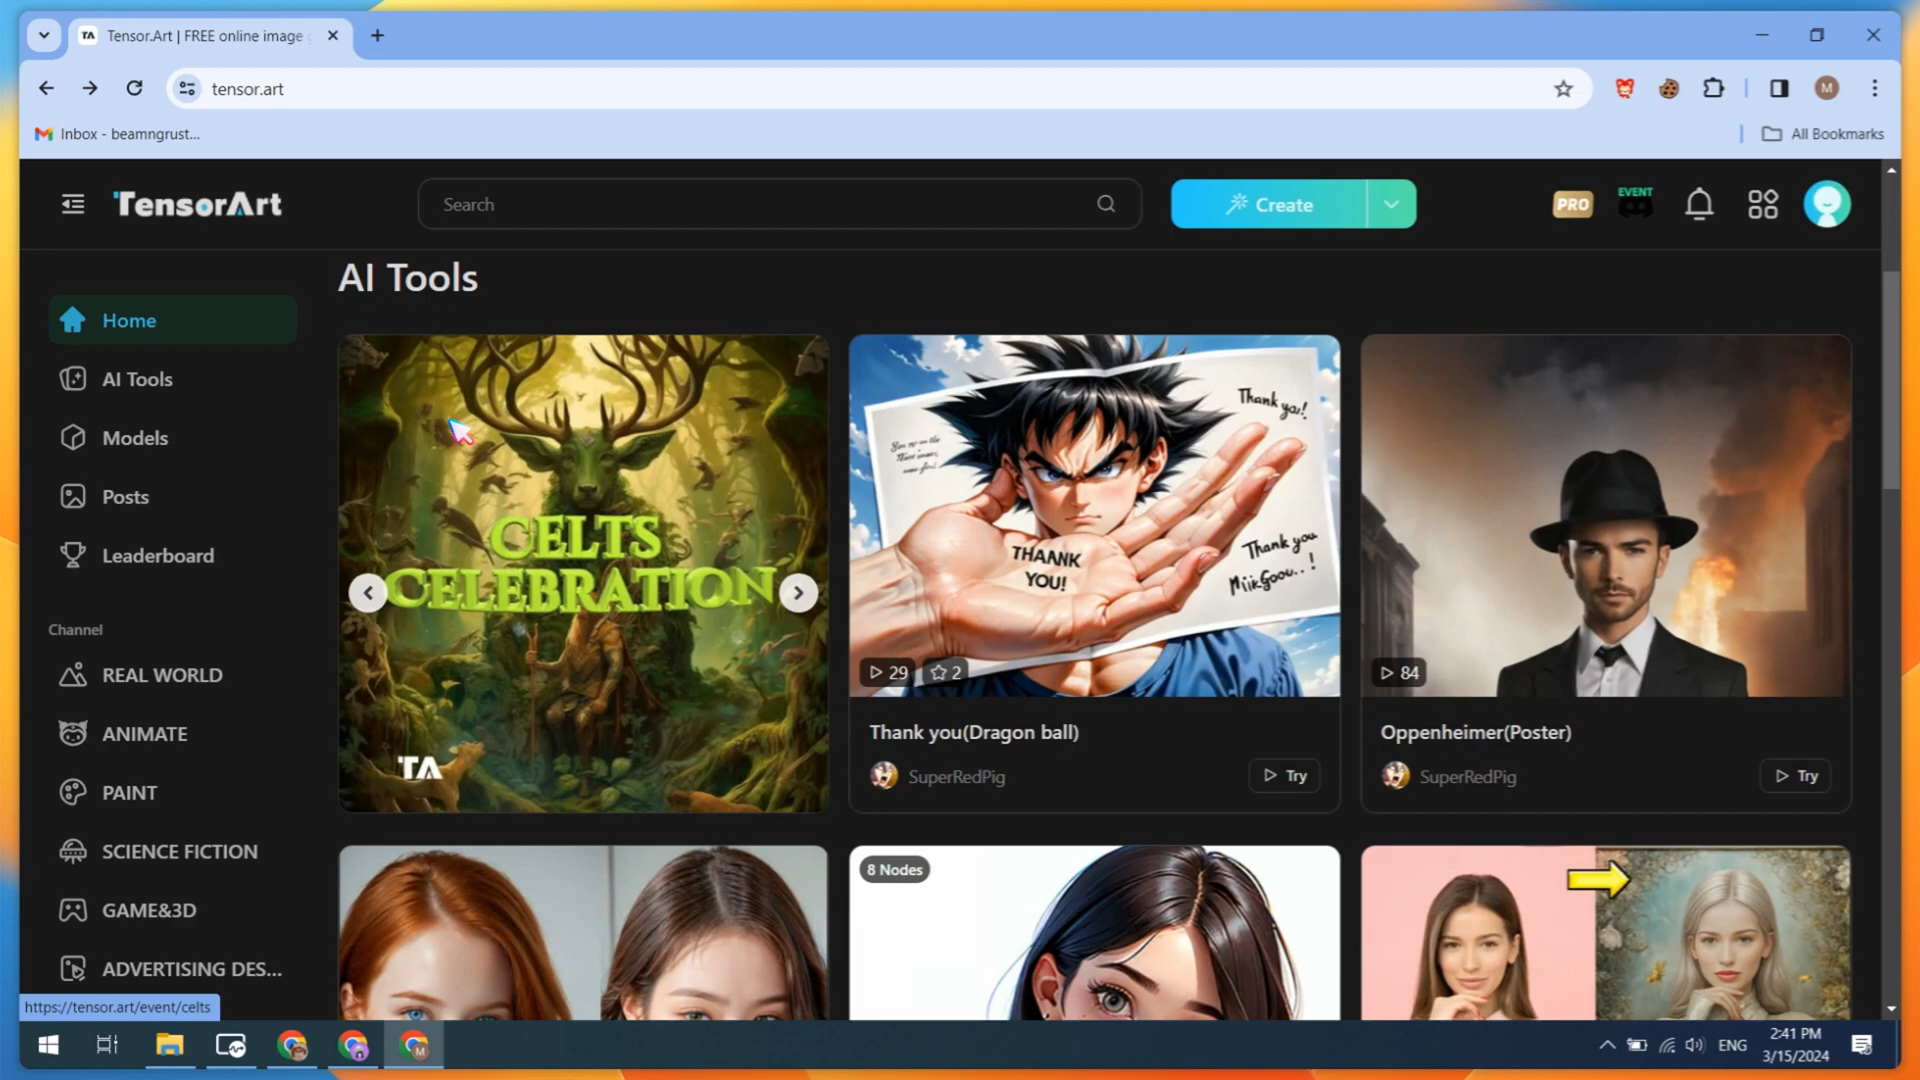 TA Tensor.Art | FREE online image g
tensor.art
Inbox - beamngrust...
All Bookmarks
M
TensorArt
Search
Create
PRO
EVENT
AI Tools
Home
AI Tools
Models
Posts
Leaderboard
Channel
REAL WORLD
ANIMATE
PAINT
SCIENCE FICTION
GAME&3D
ADVERTISING DES...
CELTS
CELEBRATION
TA
Thank you!
THAANK
YOU!
Thank you
29
2
Thank you(Dragon ball)
SuperRedPig
Try
84
Oppenheimer(Poster)
SuperRedPig
Try
8 Nodes
https://tensor.art/event/celts
M
ENG
2:41 PM
3/15/2024